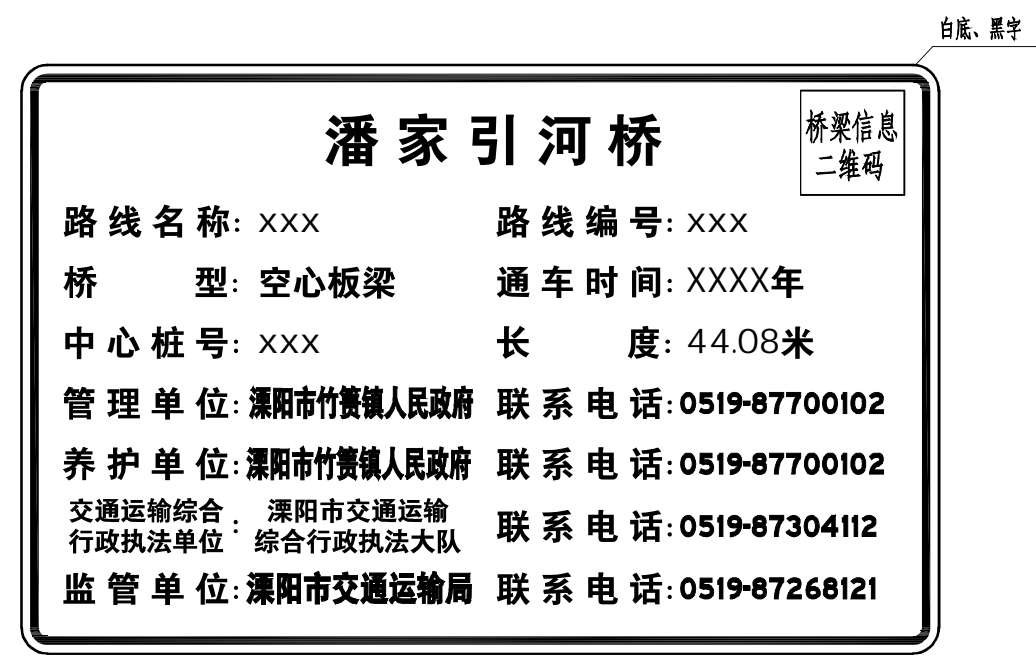 白底、黑字
潘家引河桥
桥梁信息
二维码
路线名称: xxx 路线编号: xxx
桥型: 空心板梁 通车时间: XXXX年
中心桩号: xxx 长度: 44.08米
管理单位: 溧阳市竹箦镇人民政府 联系电话: 0519-87700102
养护单位: 溧阳市竹箦镇人民政府 联系电话: 0519-87700102
交通运输综合行政执法单位: 溧阳市交通运输综合行政执法大队 联系电话: 0519-87304112
监管单位: 溧阳市交通运输局 联系电话: 0519-87268121